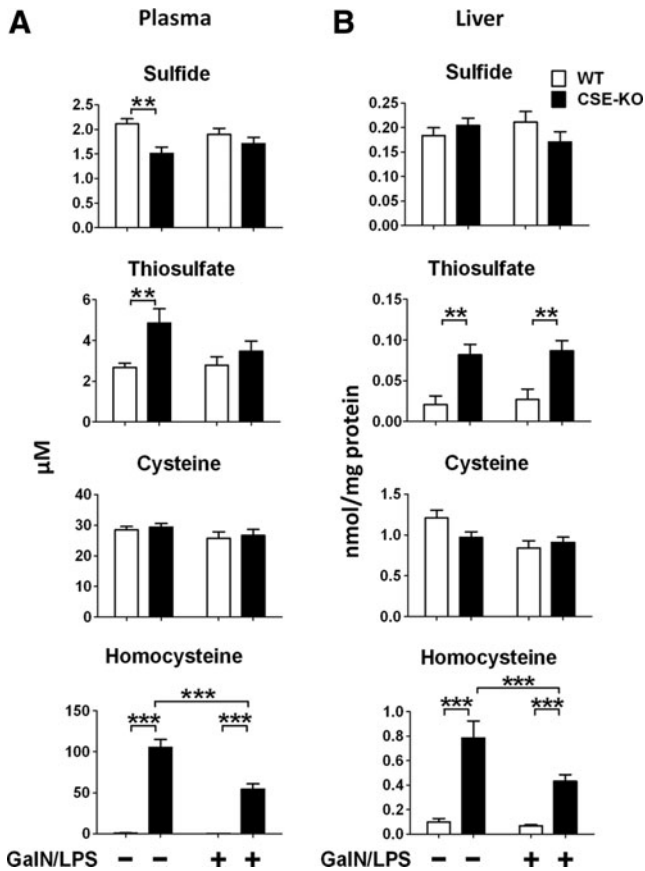 A Plasma
B Liver
WT
CSE-KO
Sulfide
**
2.5
2.0
1.5
1.0
0.5
0.0
Sulfide
0.25
0.20
0.15
0.10
0.05
0.00
Thiosulfate
**
6
4
2
0
Thiosulfate
** **
0.15
0.10
0.05
0.00
µM
nmol/mg protein
Cysteine
40
30
20
10
0
Cysteine
1.5
1.0
0.5
0.0
Homocysteine
***
*** ***
150
100
50
0
GalN/LPS − − + +
Homocysteine
***
*** ***
1.0
0.8
0.6
0.4
0.2
0.0
GalN/LPS − − + +